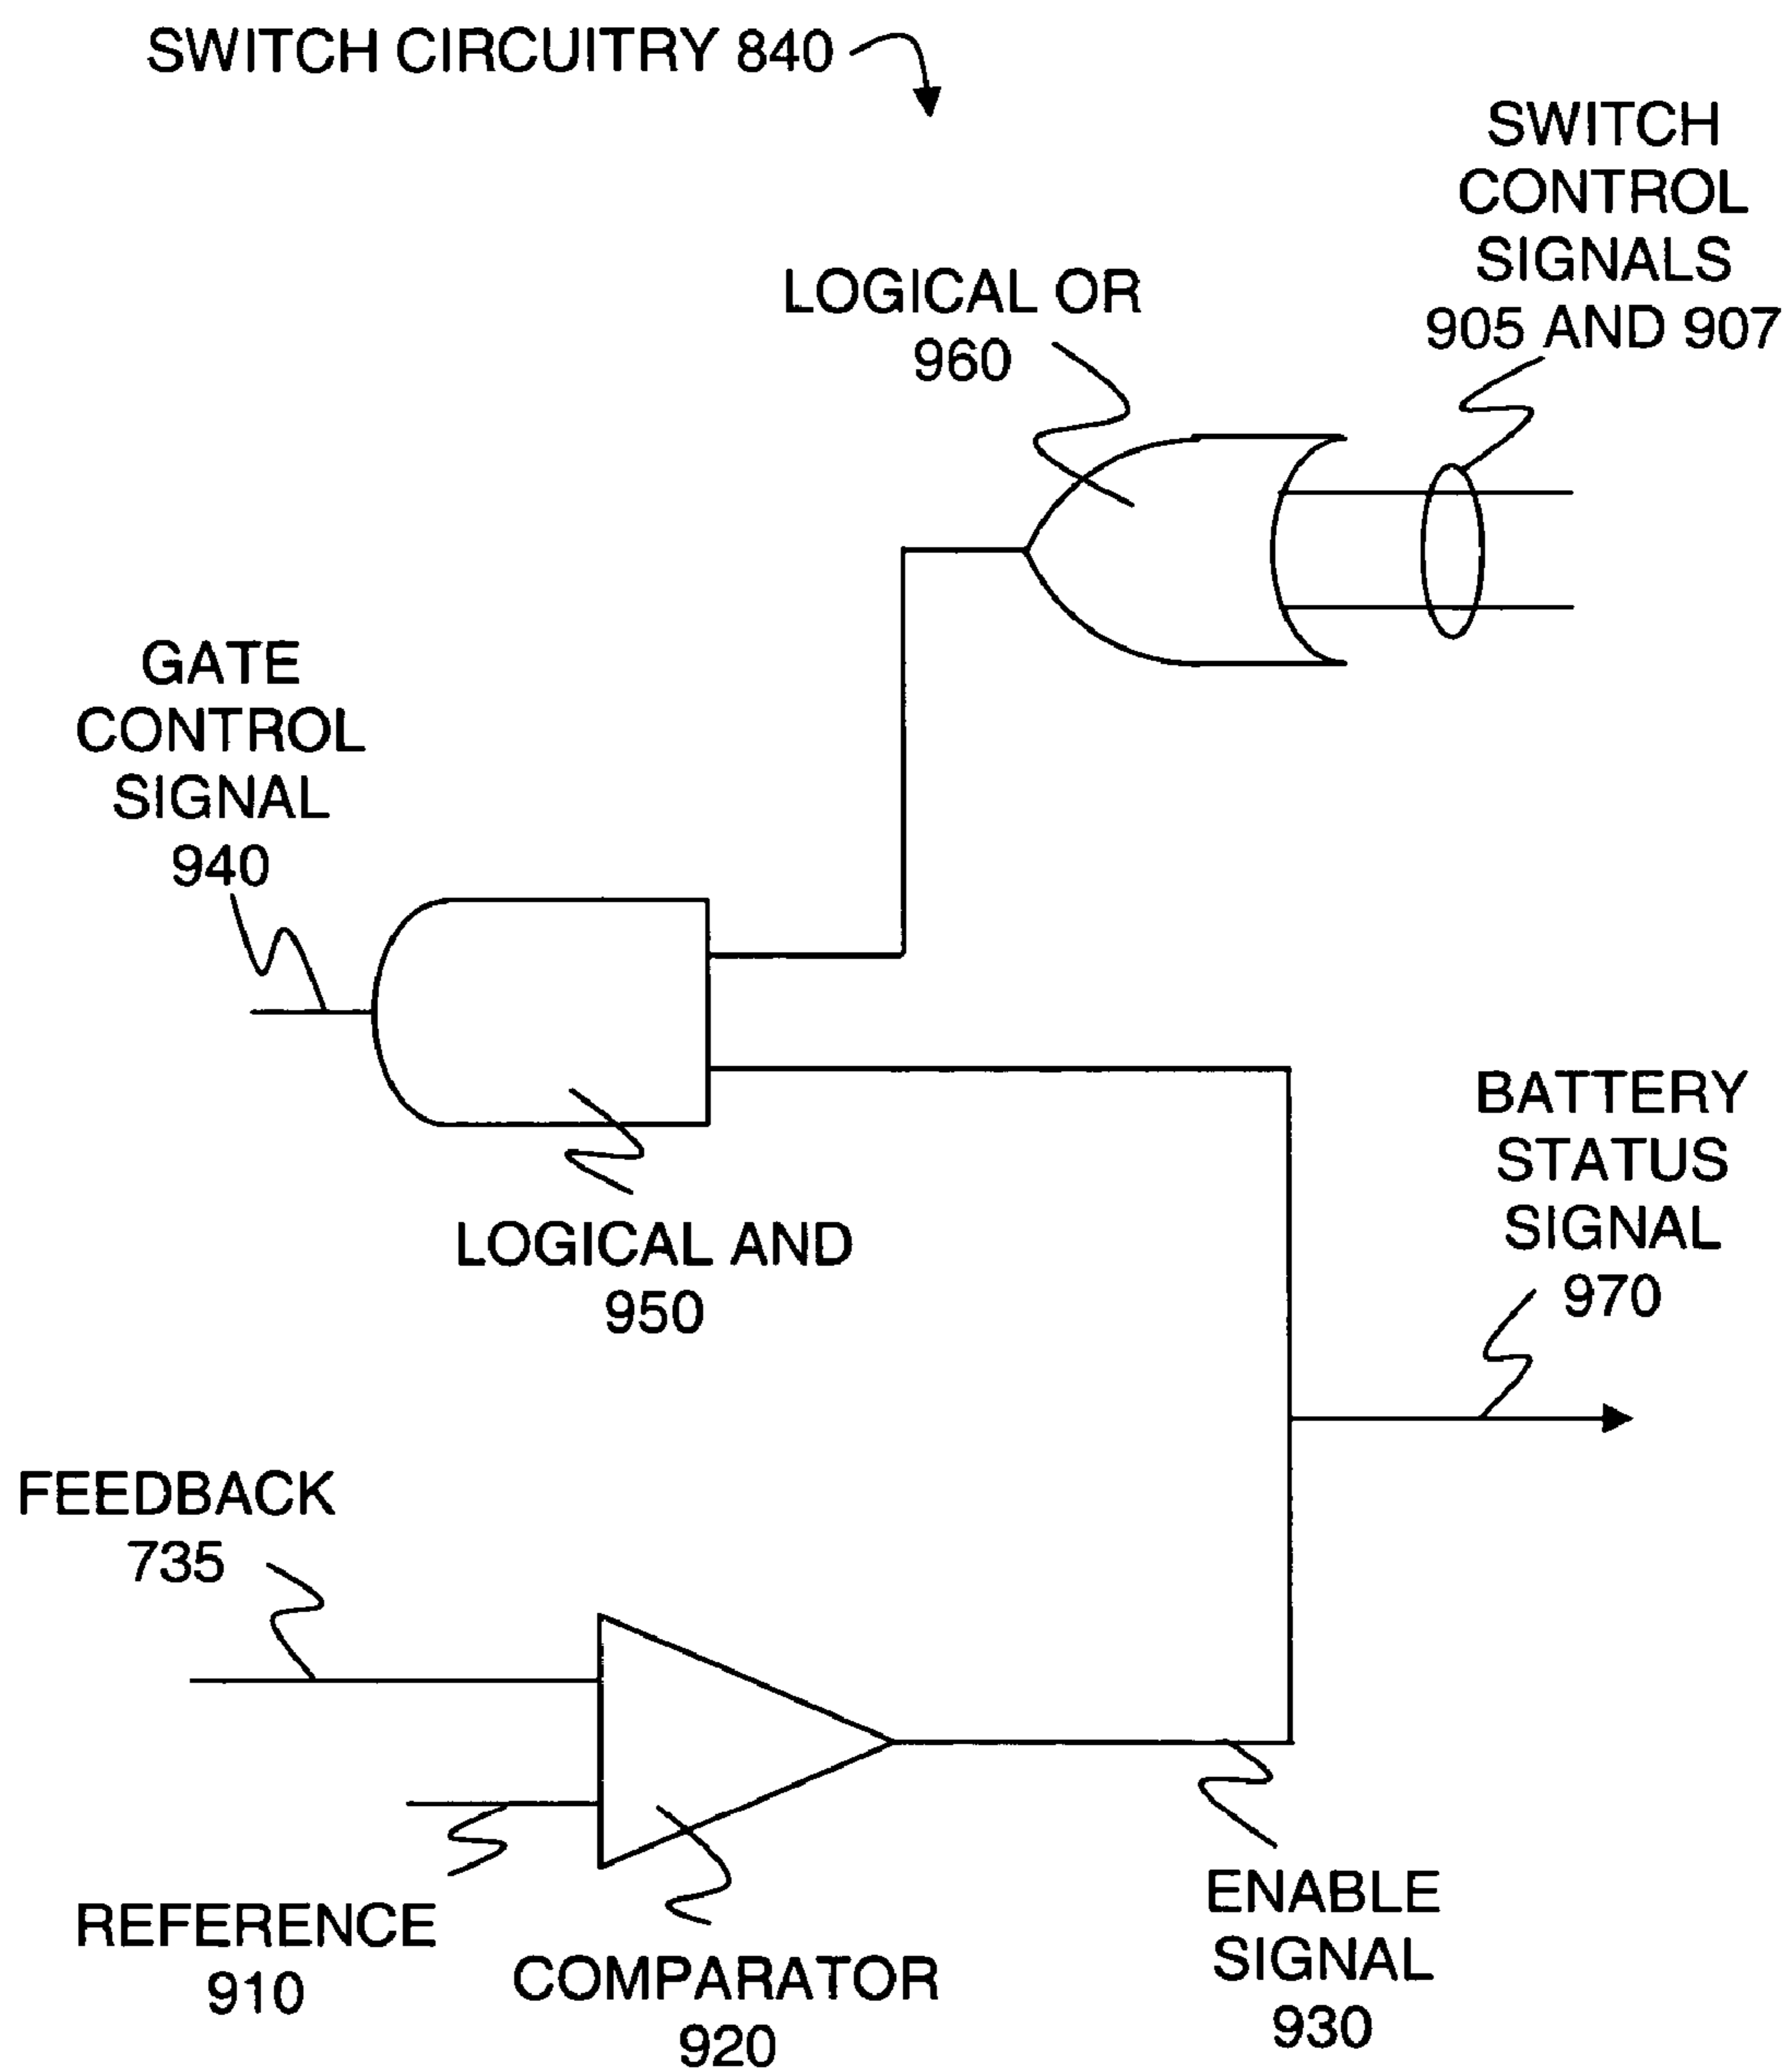 SWITCH CIRCUITRY 840
SWITCH
CONTROL
SIGNALS
905 AND 907
LOGICAL OR
960
GATE
CONTROL
SIGNAL
940
LOGICAL AND
950
BATTERY
STATUS
SIGNAL
970
FEEDBACK
735
REFERENCE
910
COMPARATOR
920
ENABLE
SIGNAL
930